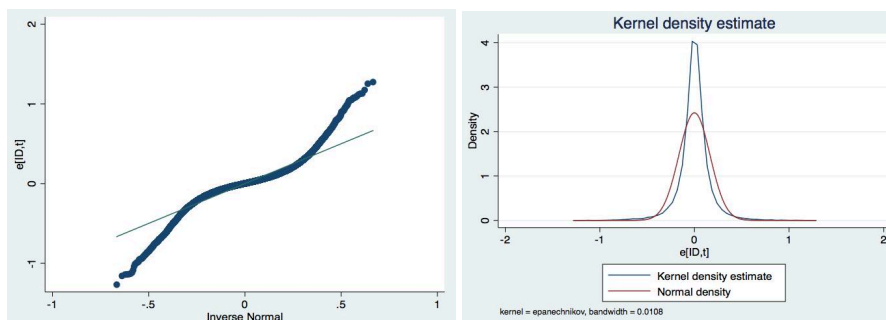 2
1
0
-1
e[ID,t]
-1
-.5
0
.5
1
Inverse Normal
Kernel density estimate
4
3
2
1
0
Density
-2
-1
0
1
2
e[ID,t]
Kernel density estimate
Normal density
kernel = epanechnikov, bandwidth = 0.0108